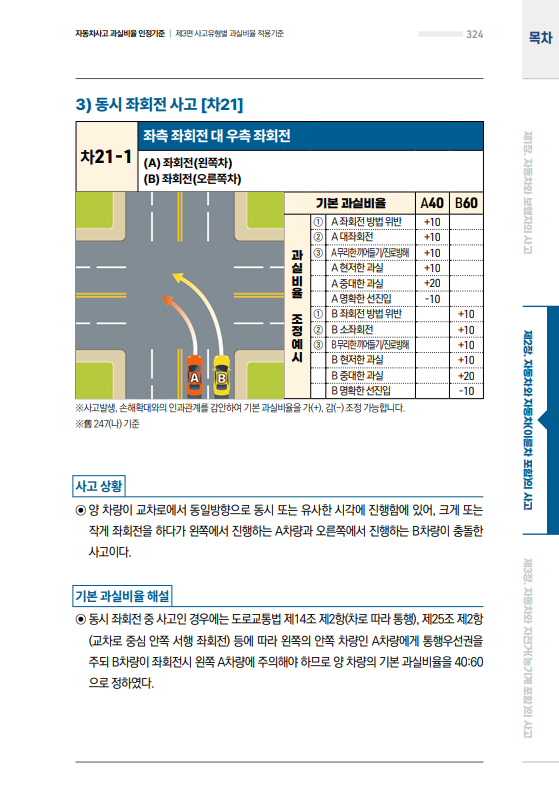 자동차사고 과실비율 인정기준 | 제3편 사고유형별 과실비율 적용기준
324
목차
3) 동시 좌회전 사고 [차21]
차21-1
좌측 좌회전 대 우측 좌회전
(A) 좌회전(왼쪽차)
(B) 좌회전(오른쪽차)
기본 과실비율 A40 B60
과실비율 조정예시
① A 좌회전 방법 위반 +10
② A 대좌회전 +10
③ A 무리한 끼어들기/진로방해 +10
A 현저한 과실 +10
A 중대한 과실 +20
A 명확한 선진입 -10
① B 좌회전 방법 위반 +10
② B 소좌회전 +10
③ B 무리한 끼어들기/진로방해 +10
B 현저한 과실 +10
B 중대한 과실 +20
B 명확한 선진입 -10
A B
※사고발생, 손해확대와의 인과관계를 감안하여 기본 과실비율을 가(+), 감(-) 조정 가능합니다.
※舊 247(나) 기준
사고 상황
◉ 양 차량이 교차로에서 동일방향으로 동시 또는 유사한 시각에 진행함에 있어, 크게 또는
작게 좌회전을 하다가 왼쪽에서 진행하는 A차량과 오른쪽에서 진행하는 B차량이 충돌한
사고이다.
기본 과실비율 해설
◉ 동시 좌회전 중 사고인 경우에는 도로교통법 제14조 제2항(차로 따라 통행), 제25조 제2항
(교차로 중심 안쪽 서행 좌회전) 등에 따라 왼쪽의 안쪽 차량인 A차량에게 통행우선권을
주되 B차량이 좌회전시 왼쪽 A차량에 주의해야 하므로 양 차량의 기본 과실비율을 40:60
으로 정하였다.
제1장. 자동차와 보행자의 사고
제2장. 자동차와 자동차(이륜차 포함)의 사고
제3장. 자동차와 자전거(농기계 포함)의 사고